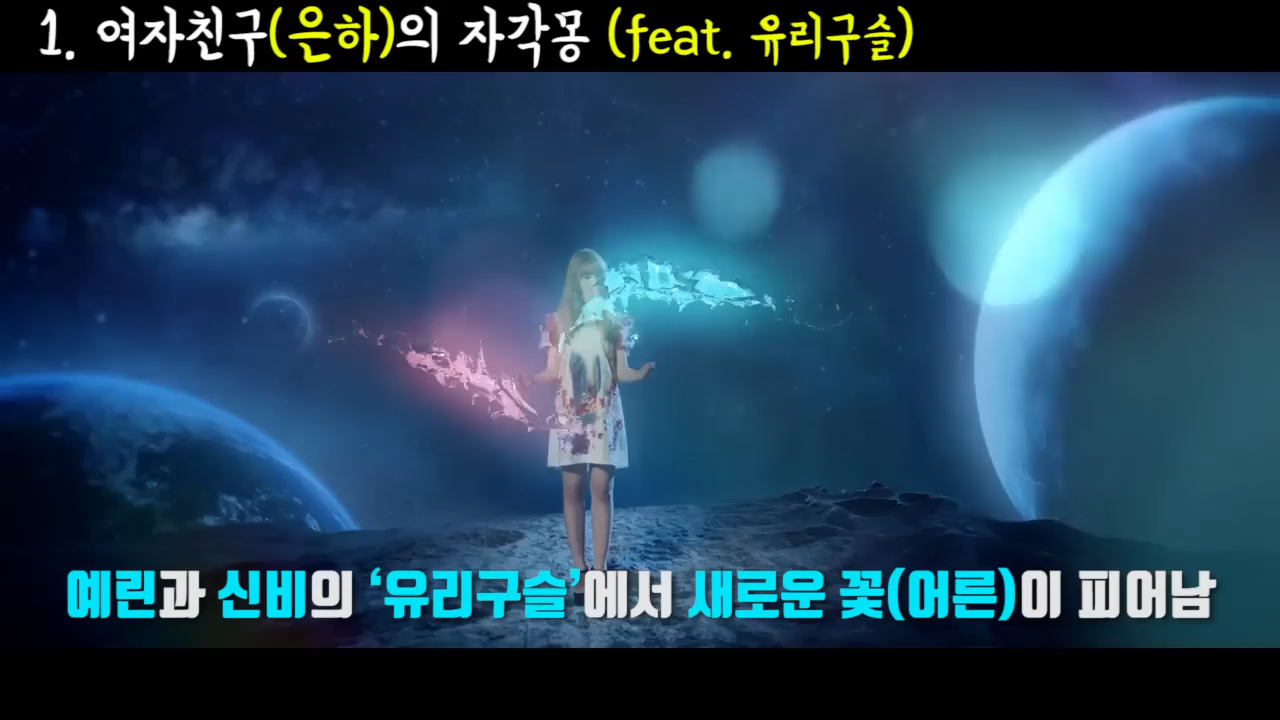 1. 여자친구(은하)의 자각몽 (feat. 유리구슬)
예린과 신비의 ‘유리구슬’에서 새로운 꽃(어른)이 피어남